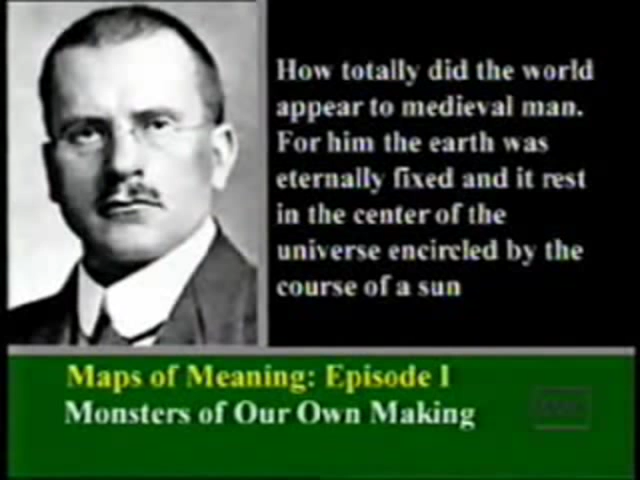 How totally did the world
appear to medieval man.
For him the earth was
eternally fixed and it rest
in the center of the
universe encircled by the
course of a sun
Maps of Meaning: Episode 1
Monsters of Our Own Making